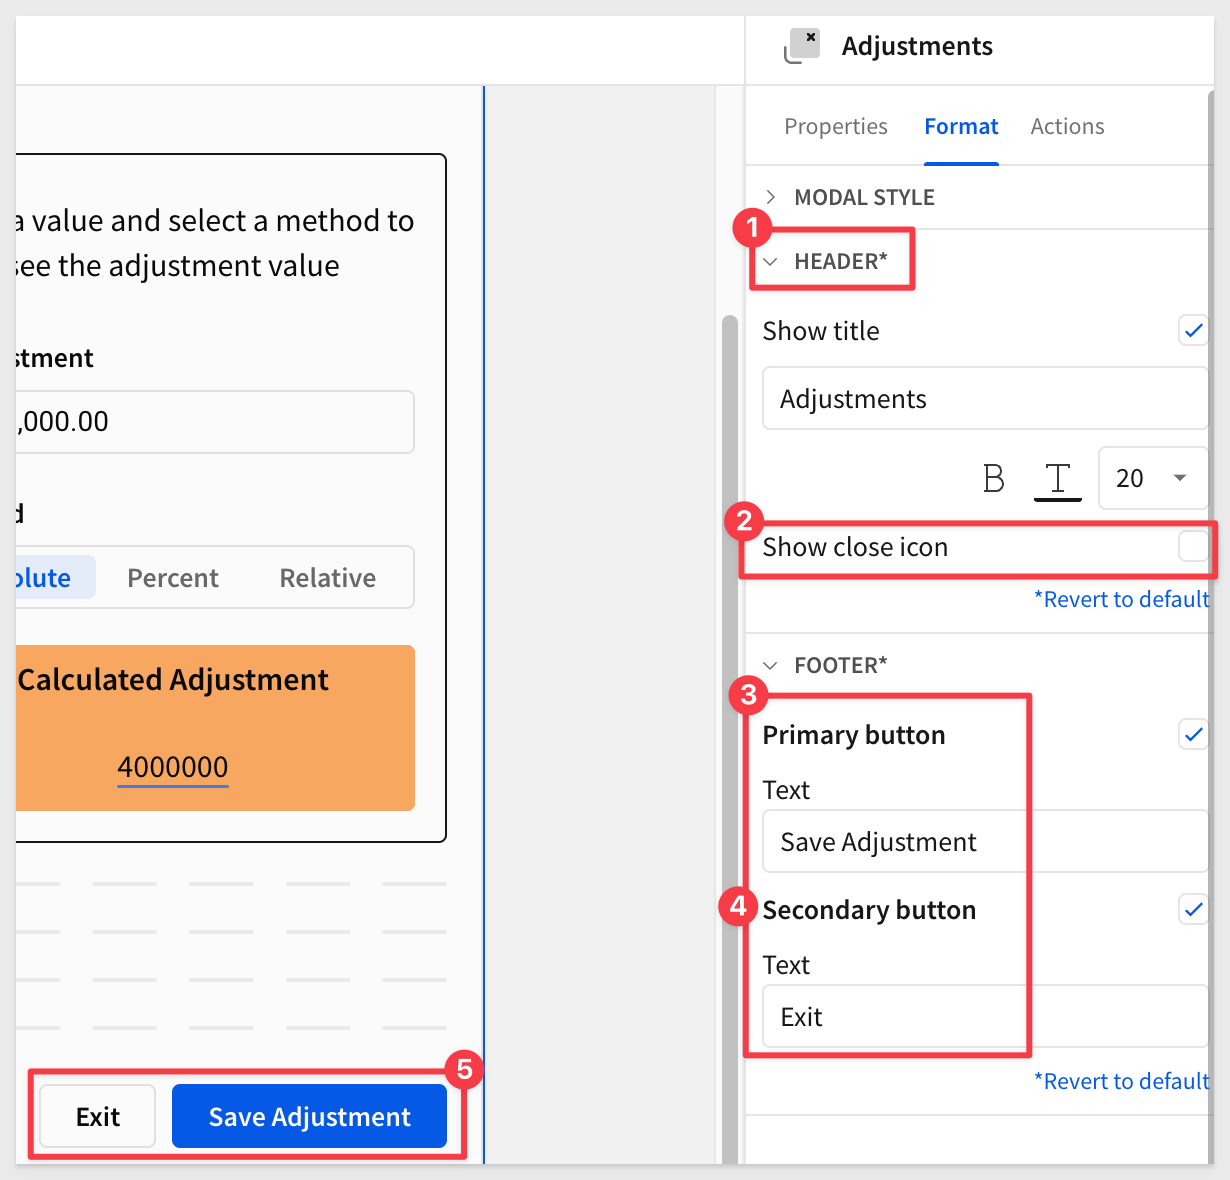 Adjustments
Properties Format Actions
MODAL STYLE
1
HEADER*
Show title
Adjustments
B T 20
2
Show close icon
*Revert to default
FOOTER*
3
Primary button
Text
Save Adjustment
4
Secondary button
Text
Exit
*Revert to default
a value and select a method to
see the adjustment value
stment
,000.00
d
olute Percent Relative
Calculated Adjustment
4000000
5
Exit Save Adjustment